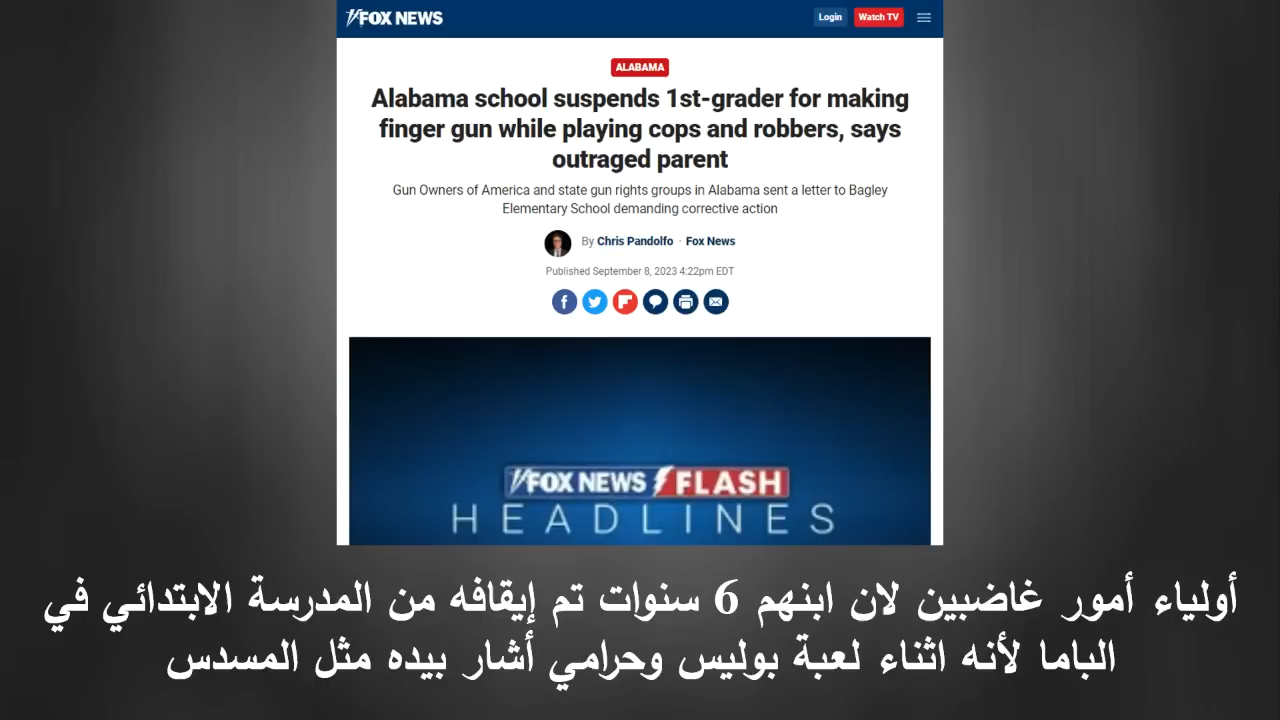 FOX NEWS
Login
Watch TV
ALABAMA
Alabama school suspends 1st-grader for making
finger gun while playing cops and robbers, says
outraged parent
Gun Owners of America and state gun rights groups in Alabama sent a letter to Bagley
Elementary School demanding corrective action
By Chris Pandolfo · Fox News
Published September 8, 2023 4:22pm EDT
FOX NEWS FLASH
HEADLINES
أولياء أمور غاضبين لان ابنهم 6 سنوات تم إيقافه من المدرسة الابتدائي في
الباما لأنه اثناء لعبة بوليس وحرامي أشار بيده مثل المسدس